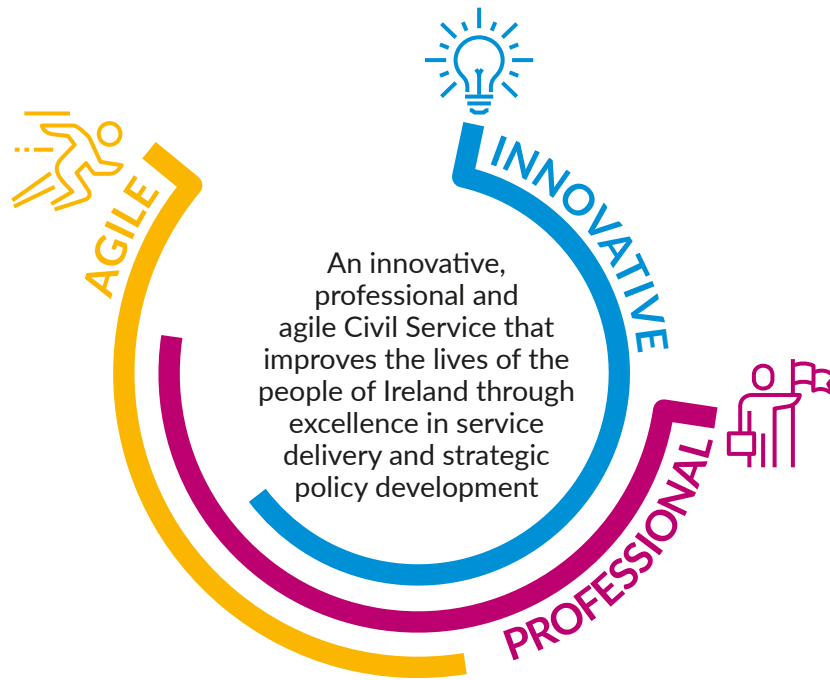 AGILE
INNOVATIVE
An innovative,
professional and
agile Civil Service that
improves the lives of the
people of Ireland through
excellence in service
delivery and strategic
policy development
PROFESSIONAL